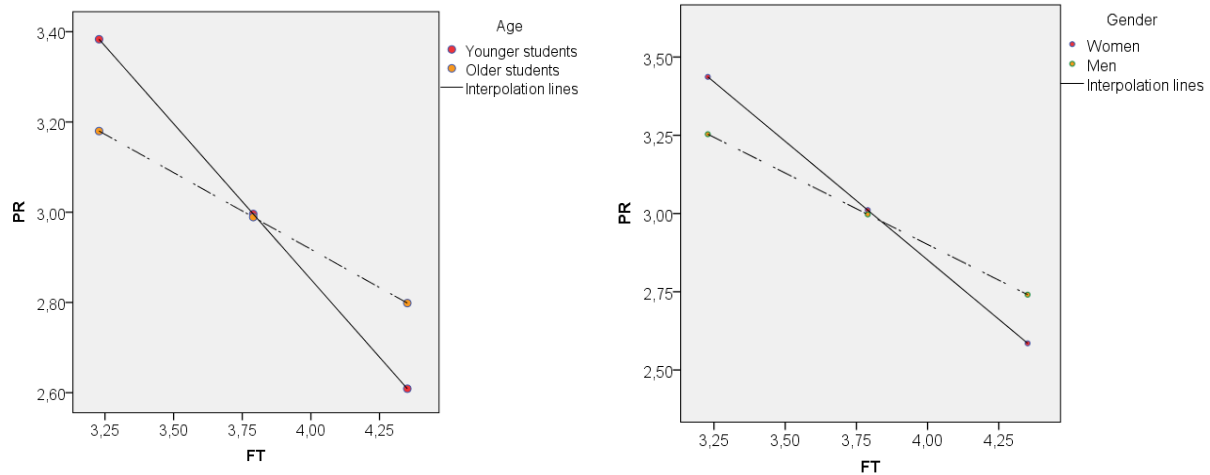 Age
Younger students
Older students
Interpolation lines
3,40
3,20
3,00
2,80
2,60
PR
3,25
3,50
3,75
4,00
4,25
FT
Gender
Women
Men
Interpolation lines
3,50
3,25
3,00
2,75
2,50
PR
3,25
3,50
3,75
4,00
4,25
FT